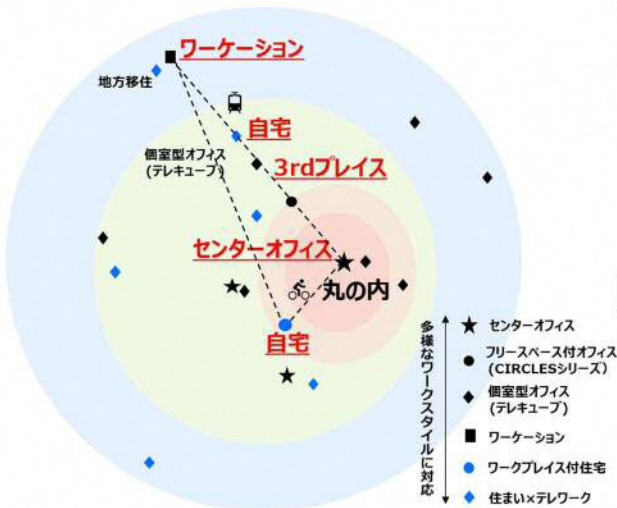 ワーケーション
地方移住
自宅
個室型オフィス
(テレキューブ)
3rdプレイス
センターオフィス
丸の内
自宅
多様なワークスタイルに対応
センターオフィス
フリースペース付オフィス
(CIRCLESシリーズ)
個室型オフィス
(テレキューブ)
ワーケーション
ワークプレイス付住宅
住まい×テレワーク